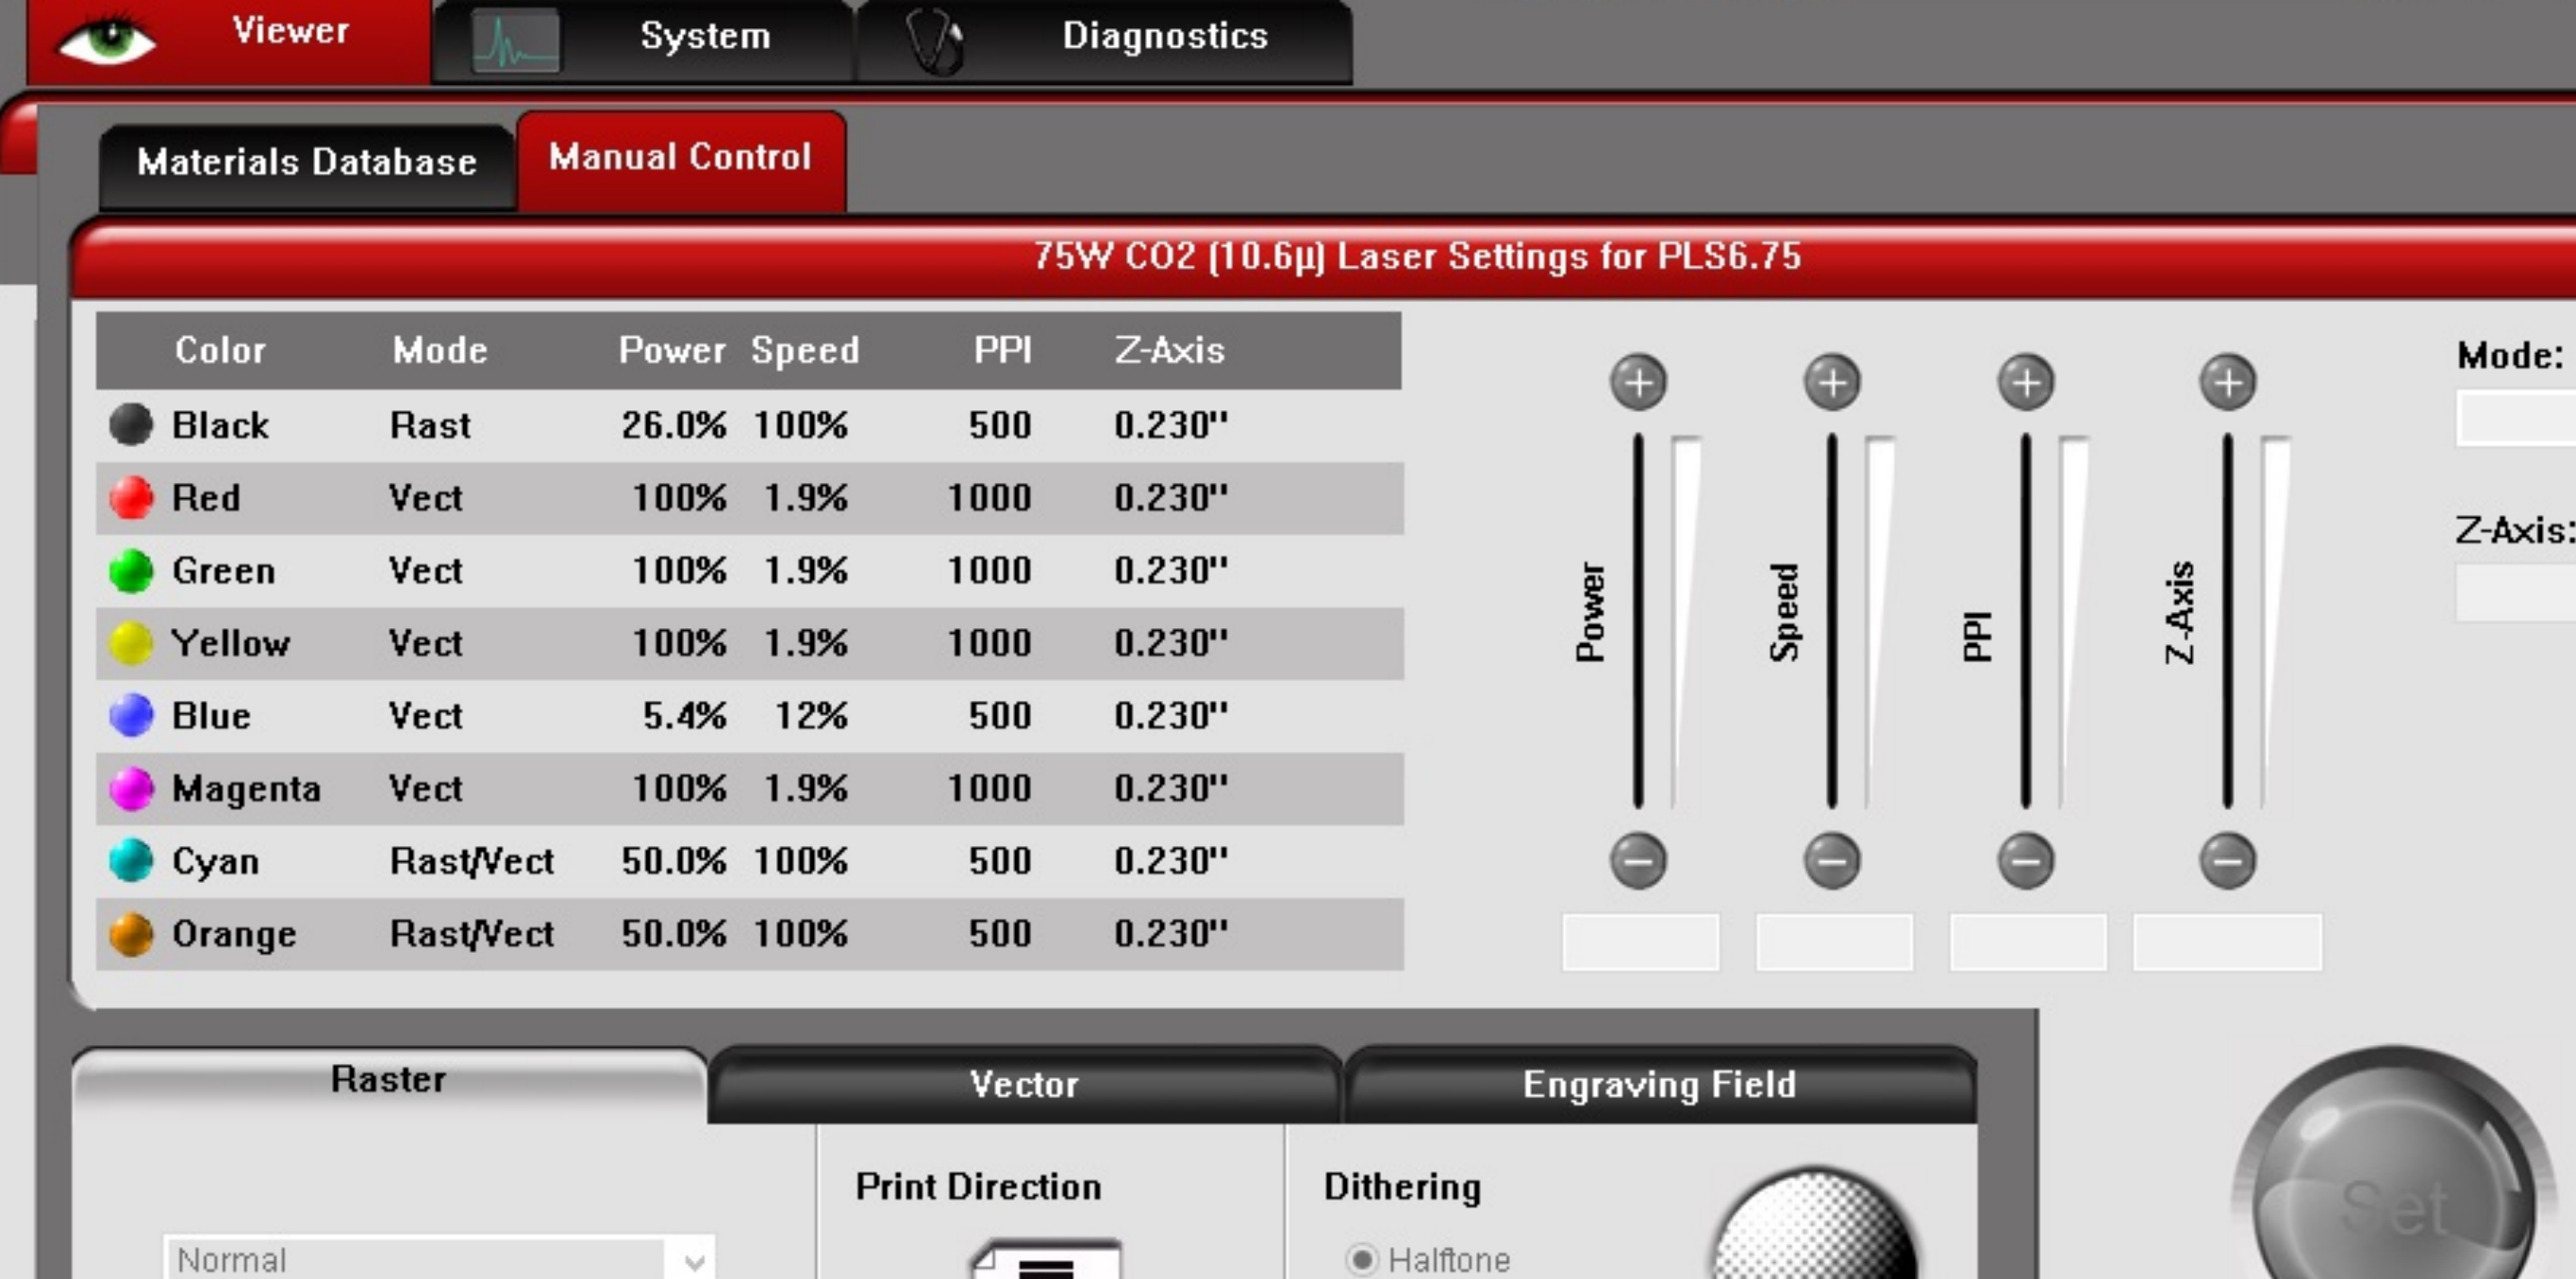 Viewer System Diagnostics
Materials Database Manual Control
75W CO2 (10.6µ) Laser Settings for PLS6.75
Color Mode Power Speed PPI Z-Axis
Black Rast 26.0% 100% 500 0.230"
Red Vect 100% 1.9% 1000 0.230"
Green Vect 100% 1.9% 1000 0.230"
Yellow Vect 100% 1.9% 1000 0.230"
Blue Vect 5.4% 12% 500 0.230"
Magenta Vect 100% 1.9% 1000 0.230"
Cyan Rast/Vect 50.0% 100% 500 0.230"
Orange Rast/Vect 50.0% 100% 500 0.230"
Power
Speed
PPI
Z-Axis
Mode:
Z-Axis:
Raster Vector Engraving Field
Print Direction
Dithering
Normal
Halftone
Set